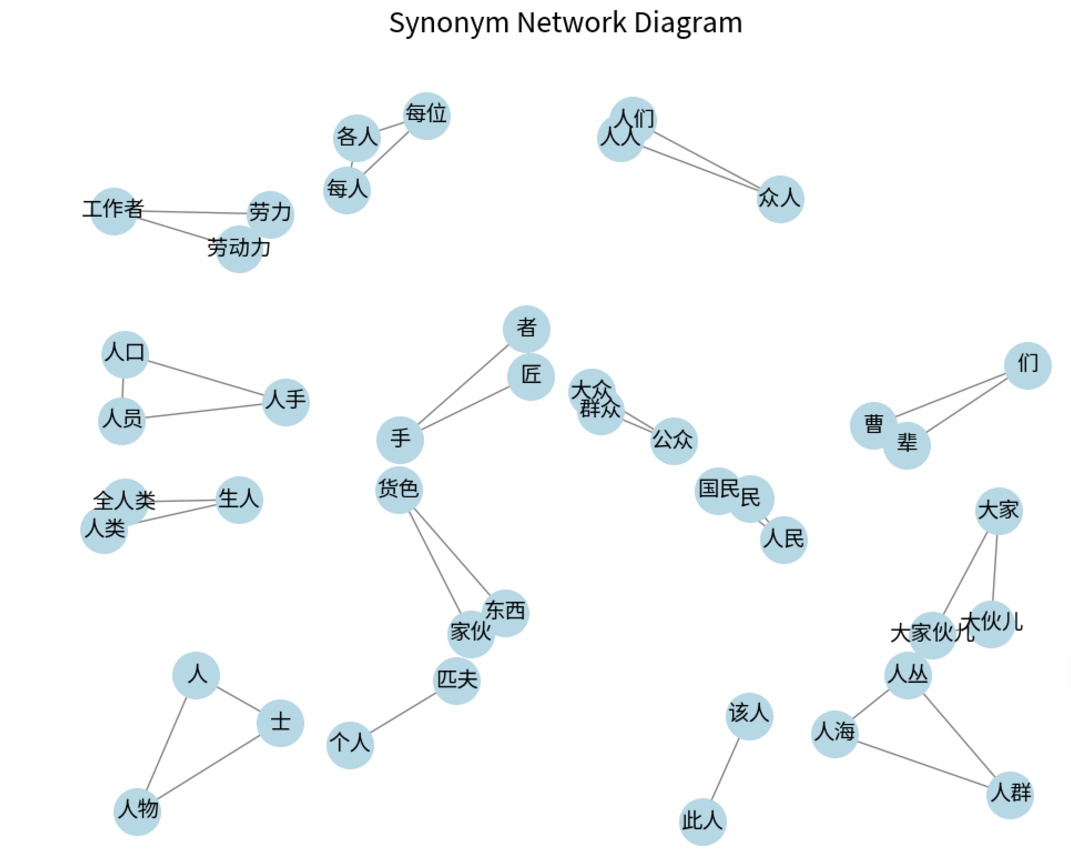 Synonym Network Diagram
每位
各人
每人
人们
人人
众人
工作者
劳力
劳动力
者
匠
手
人口
人手
人员
大众
群众
公众
们
曹
辈
全人类
生人
人类
货色
国民
民
人民
大家
东西
家伙
大伙儿
大家伙儿
人
士
人物
匹夫
个人
人丛
人海
人群
该人
此人